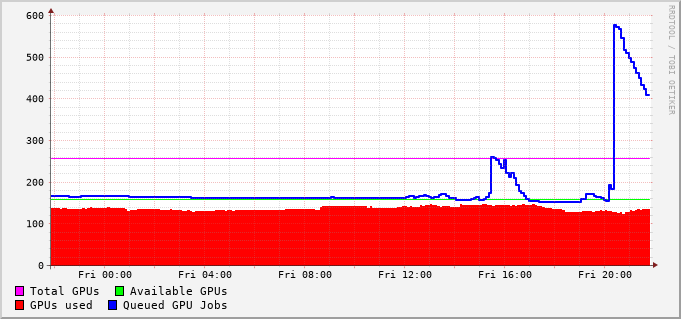 600
500
400
300
200
100
0
Fri 00:00 Fri 04:00 Fri 08:00 Fri 12:00 Fri 16:00 Fri 20:00
Total GPUs Available GPUs
GPUs used Queued GPU Jobs
RRDTOOL / TOBI OETIKER